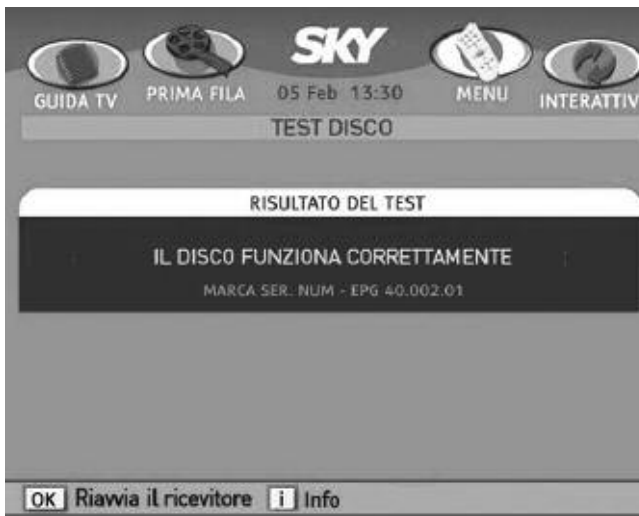 SKY
GUIDA TV PRIMA FILA 05 Feb 13:30 MENU INTERATTIV
TEST DISCO
RISULTATO DEL TEST
IL DISCO FUNZIONA CORRETTAMENTE
MARCA SER. NUM - EPG 40.002.01
OK Riavvia il ricevitore i Info